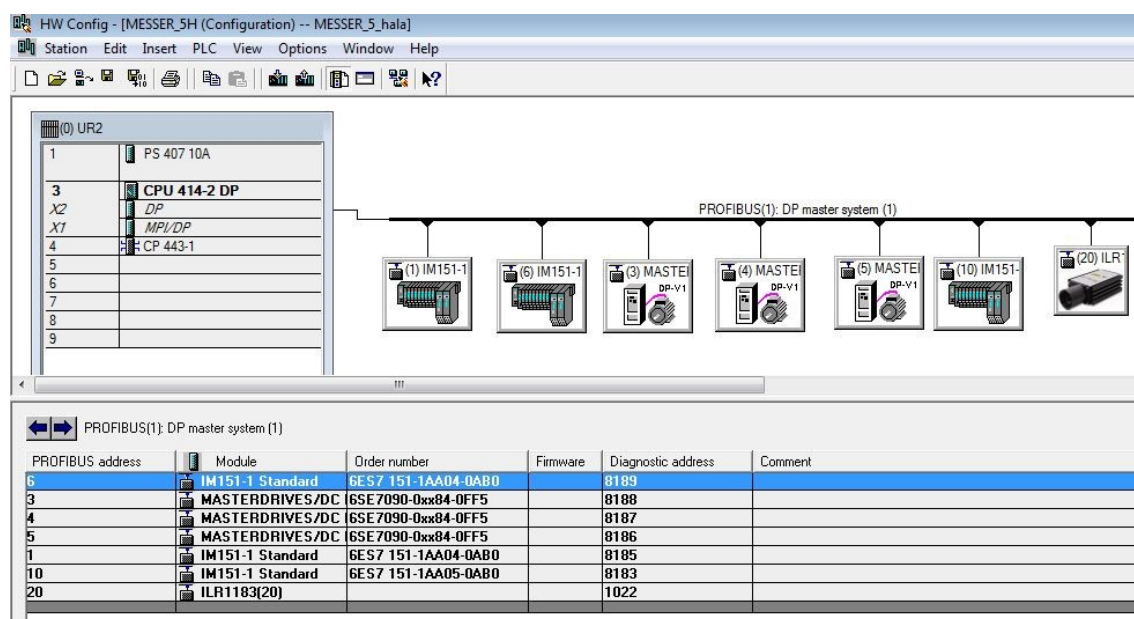 HW Config - [MESSER_5H (Configuration) -- MESSER_5_hala]
Station Edit Insert PLC View Options Window Help
(0) UR2
1 PS 407 10A
3 CPU 414-2 DP
X2 DP
X1 MPI/DP
4 CP 443-1
5
6
7
8
9
PROFIBUS(1): DP master system (1)
(1) IM151-1
(6) IM151-1
(3) MASTE
DP-V1
(4) MASTE
DP-V1
(5) MASTE
DP-V1
(10) IM151-
(20) ILR1
PROFIBUS(1): DP master system (1)
PROFIBUS address Module Order number Firmware Diagnostic address Comment
6 IM151-1 Standard 6ES7 151-1AA04-0AB0 8189
3 MASTERDRIVES/DC 6SE7090-0xx84-0FF5 8188
4 MASTERDRIVES/DC 6SE7090-0xx84-0FF5 8187
5 MASTERDRIVES/DC 6SE7090-0xx84-0FF5 8186
1 IM151-1 Standard 6ES7 151-1AA04-0AB0 8185
10 IM151-1 Standard 6ES7 151-1AA05-0AB0 8183
20 ILR1183(20) 1022